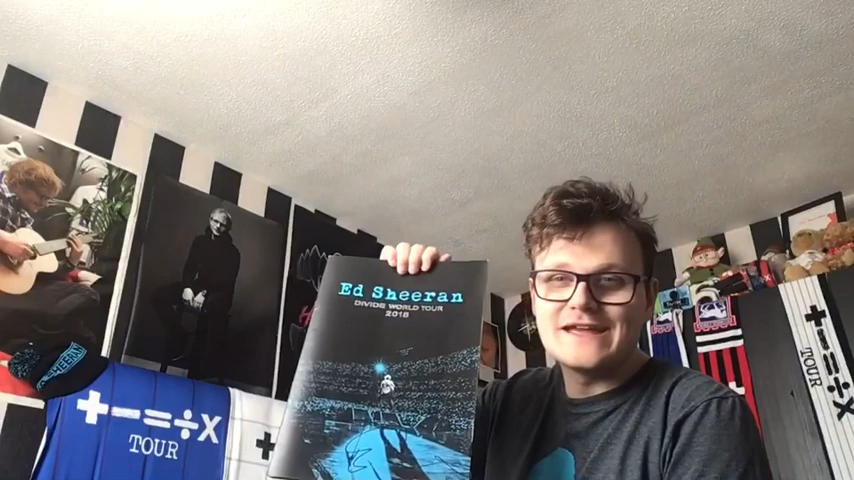 Ed Sheeran
DIVIDE WORLD TOUR
2018
+−=÷×
TOUR
+-=÷x
TOUR